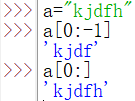 >>> a="kjdfh"
>>> a[0:-1]
'kjdf'
>>> a[0:]
'kjdfh'